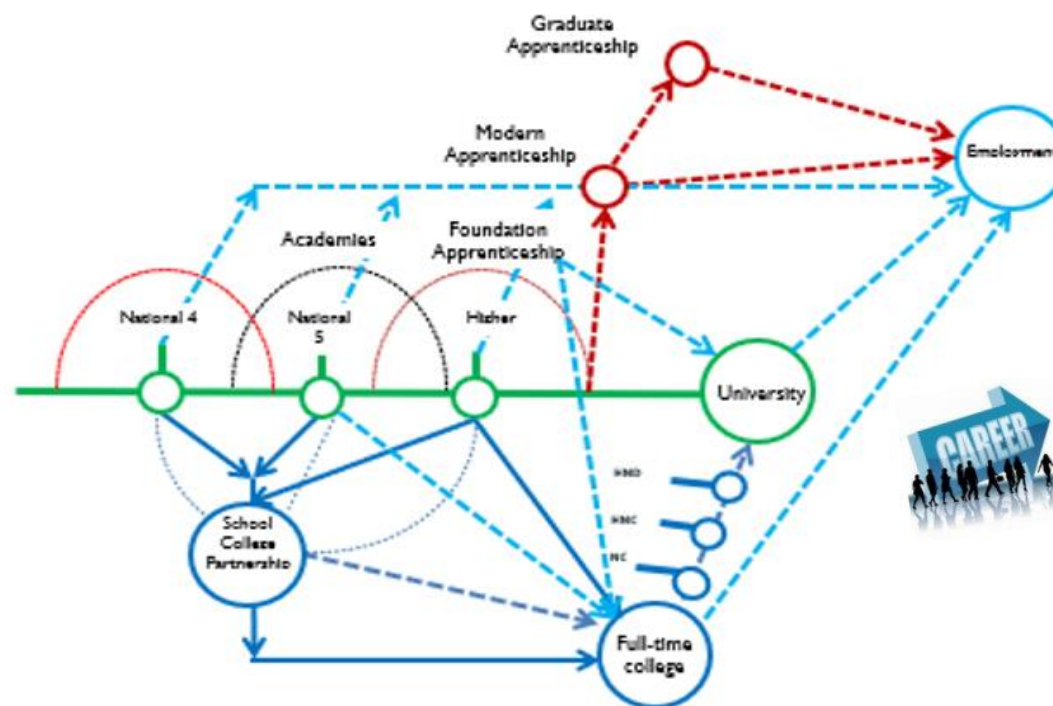 Graduate
Apprenticeship
Modern
Apprenticeship
Employment
Academies
Foundation
Apprenticeship
National 4
National
5
Higher
University
CAREER
HND
HNC
NC
School
College
Partnership
Full-time
college